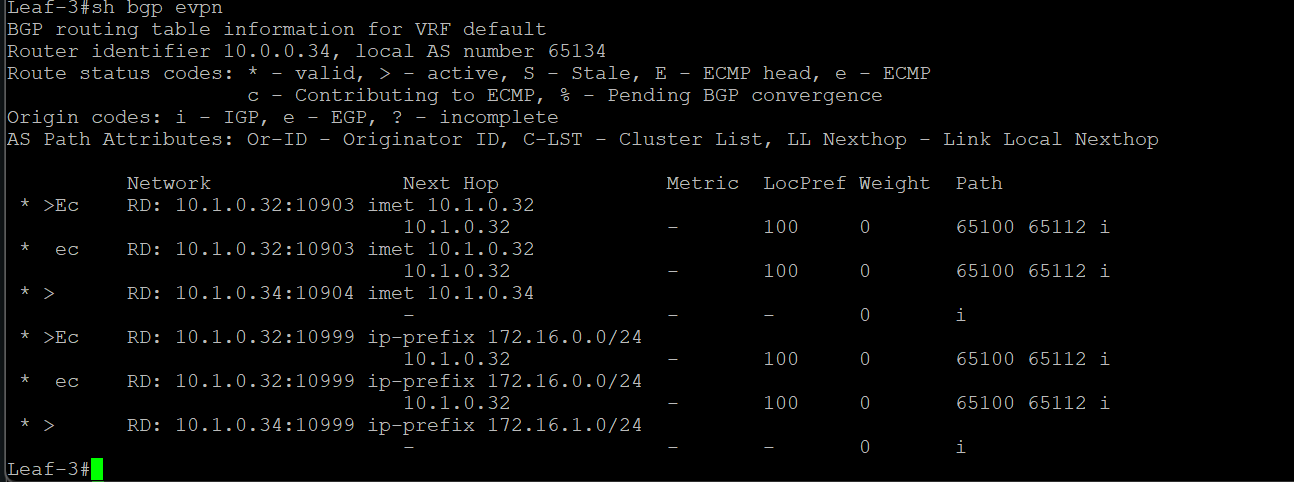 Leaf-3#sh bgp evpn
BGP routing table information for VRF default
Router identifier 10.0.0.34, local AS number 65134
Route status codes: * - valid, > - active, S - Stale, E - ECMP head, e - ECMP
                    c - Contributing to ECMP, % - Pending BGP convergence
Origin codes: i - IGP, e - EGP, ? - incomplete
AS Path Attributes: Or-ID - Originator ID, C-LST - Cluster List, LL Nexthop - Link Local Nexthop

          Network                Next Hop              Metric  LocPref Weight  Path
 * >Ec    RD: 10.1.0.32:10903 imet 10.1.0.32
                                 10.1.0.32             -       100     0       65100 65112 i
 *  ec    RD: 10.1.0.32:10903 imet 10.1.0.32
                                 10.1.0.32             -       100     0       65100 65112 i
 * >      RD: 10.1.0.34:10904 imet 10.1.0.34
                                 -                     -       -       0       i
 * >Ec    RD: 10.1.0.32:10999 ip-prefix 172.16.0.0/24
                                 10.1.0.32             -       100     0       65100 65112 i
 *  ec    RD: 10.1.0.32:10999 ip-prefix 172.16.0.0/24
                                 10.1.0.32             -       100     0       65100 65112 i
 * >      RD: 10.1.0.34:10999 ip-prefix 172.16.1.0/24
                                 -                     -       -       0       i
Leaf-3#